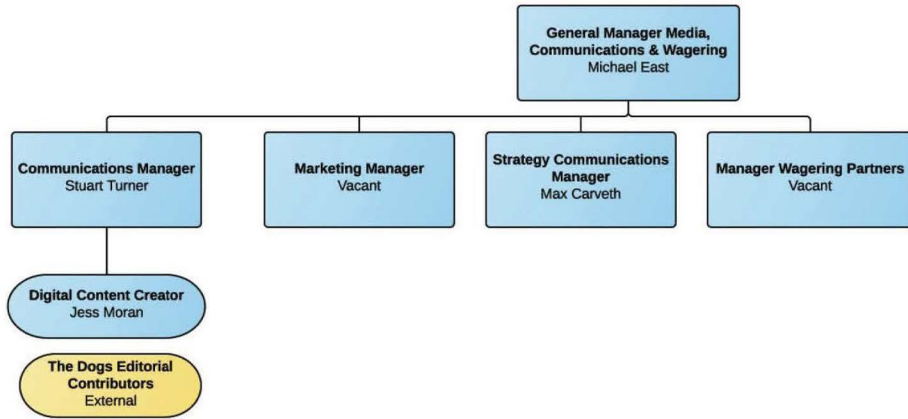 General Manager Media,
Communications & Wagering
Michael East
Communications Manager
Stuart Turner
Marketing Manager
Vacant
Strategy Communications
Manager
Max Carveth
Manager Wagering Partners
Vacant
Digital Content Creator
Jess Moran
The Dogs Editorial
Contributors
External